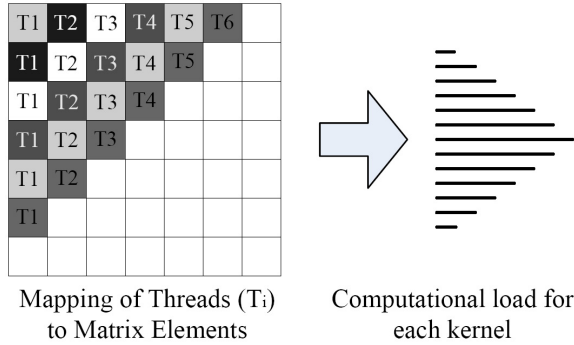 T1 T2 T3 T4 T5 T6
T1 T2 T3 T4 T5
T1 T2 T3 T4
T1 T2 T3
T1 T2
T1
Mapping of Threads (Ti)
to Matrix Elements
Computational load for
each kernel